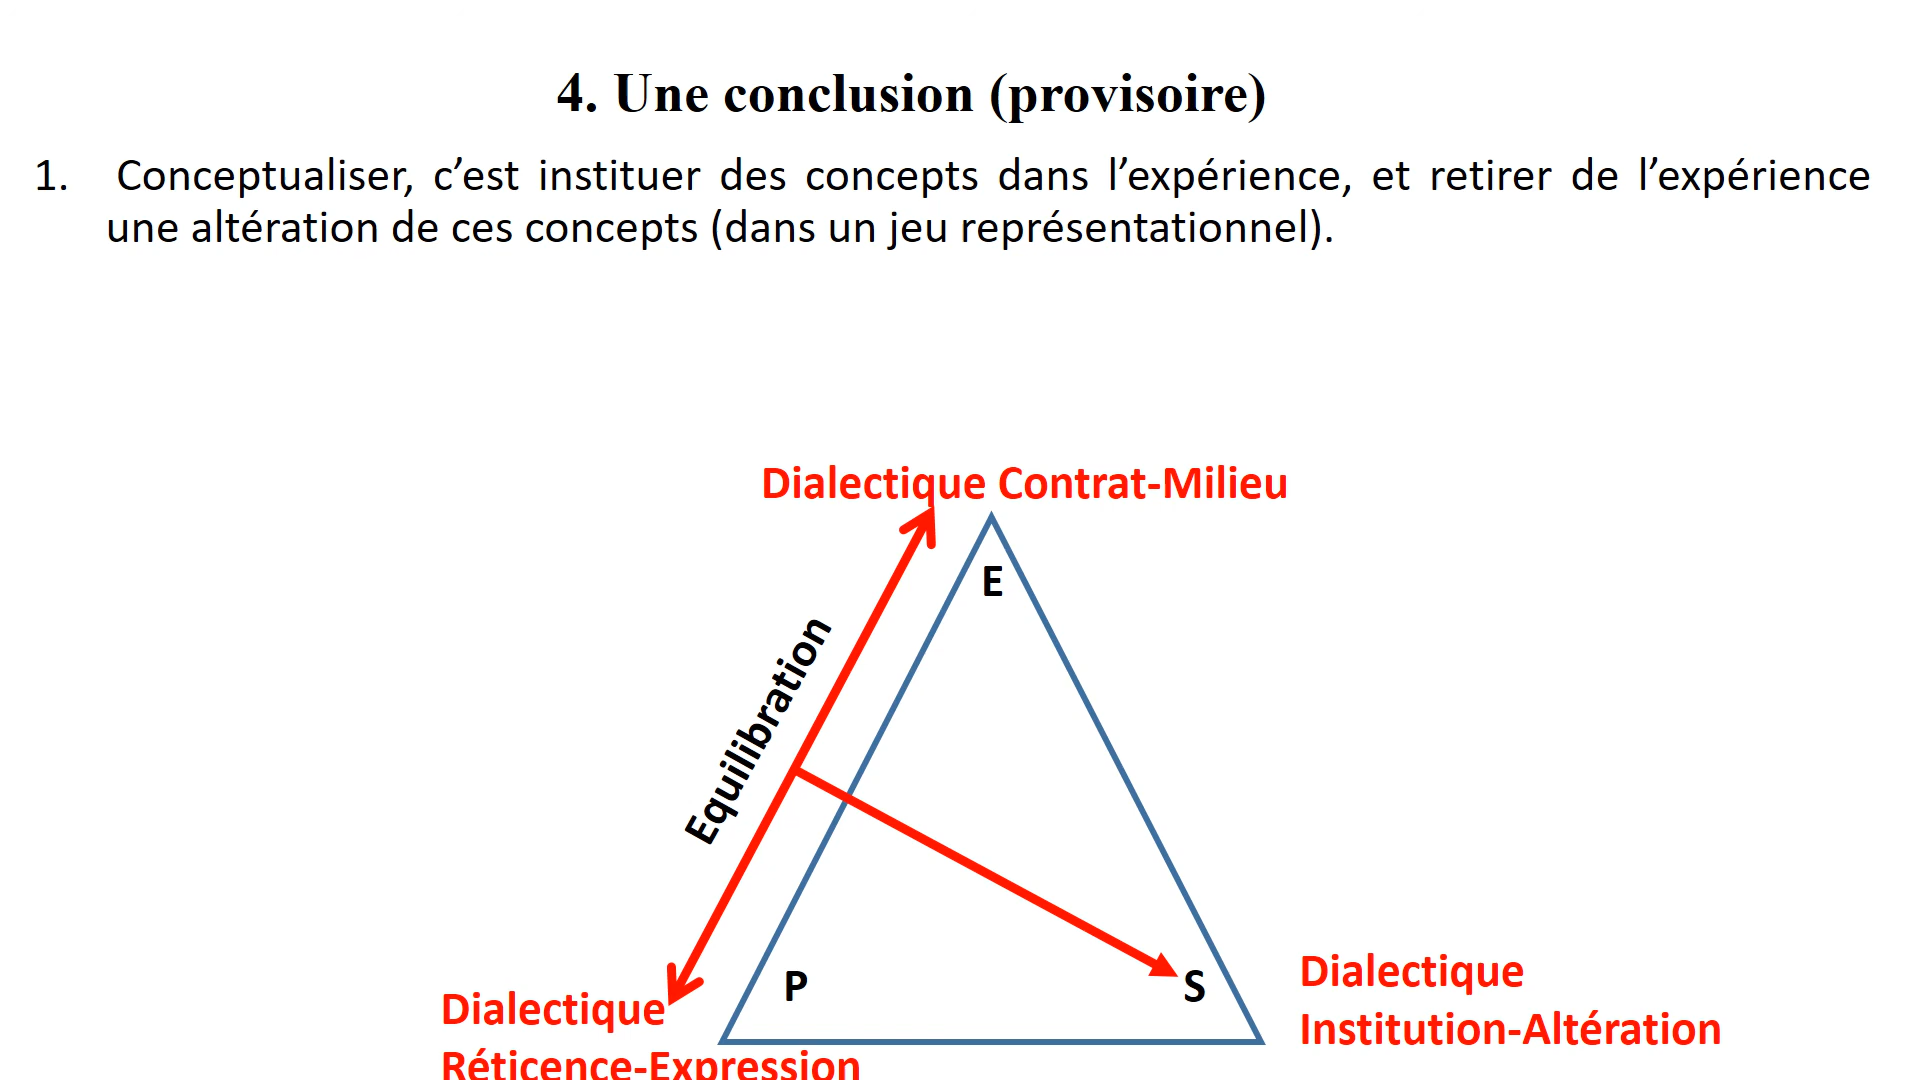 4. Une conclusion (provisoire)
1. Conceptualiser, c’est instituer des concepts dans l’expérience, et retirer de l’expérience
une altération de ces concepts (dans un jeu représentationnel).
Dialectique Contrat-Milieu
E
Equilibration
P
S
Dialectique
Institution-Altération
Dialectique
Réticence-Expression